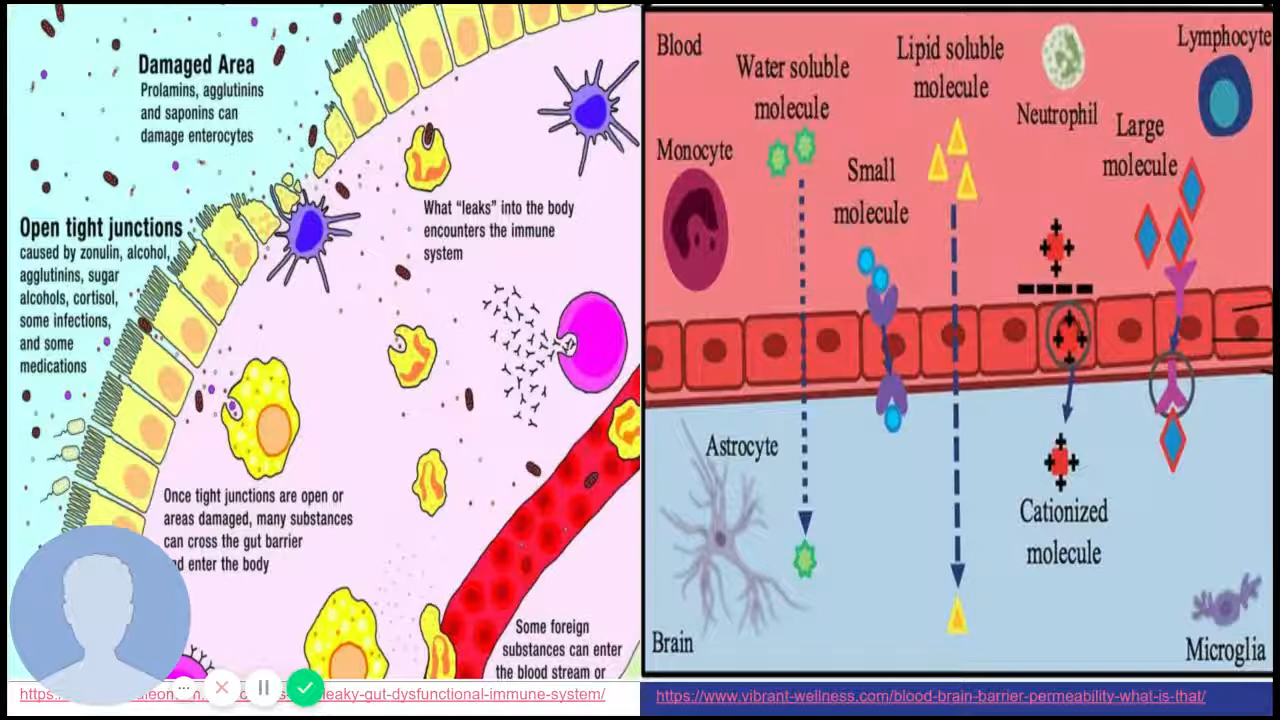 Damaged Area
Prolamins, agglutinins
and saponins can
damage enterocytes
Open tight junctions
caused by zonulin, alcohol,
agglutinins, sugar
alcohols, cortisol,
some infections,
and some
medications
What “leaks” into the body
encounters the immune
system
Once tight junctions are open or
areas damaged, many substances
can cross the gut barrier
enter the body
Some foreign
substances can enter
the blood stream or
leaky-gut-dysfunctional-immune-system/
Blood
Water soluble
molecule
Lipid soluble
molecule
Neutrophil
Lymphocyte
Monocyte
Small
molecule
Large
molecule
Astrocyte
Cationized
molecule
Brain
Microglia
https://www.vibrant-wellness.com/blood-brain-barrier-permeability-what-is-that/